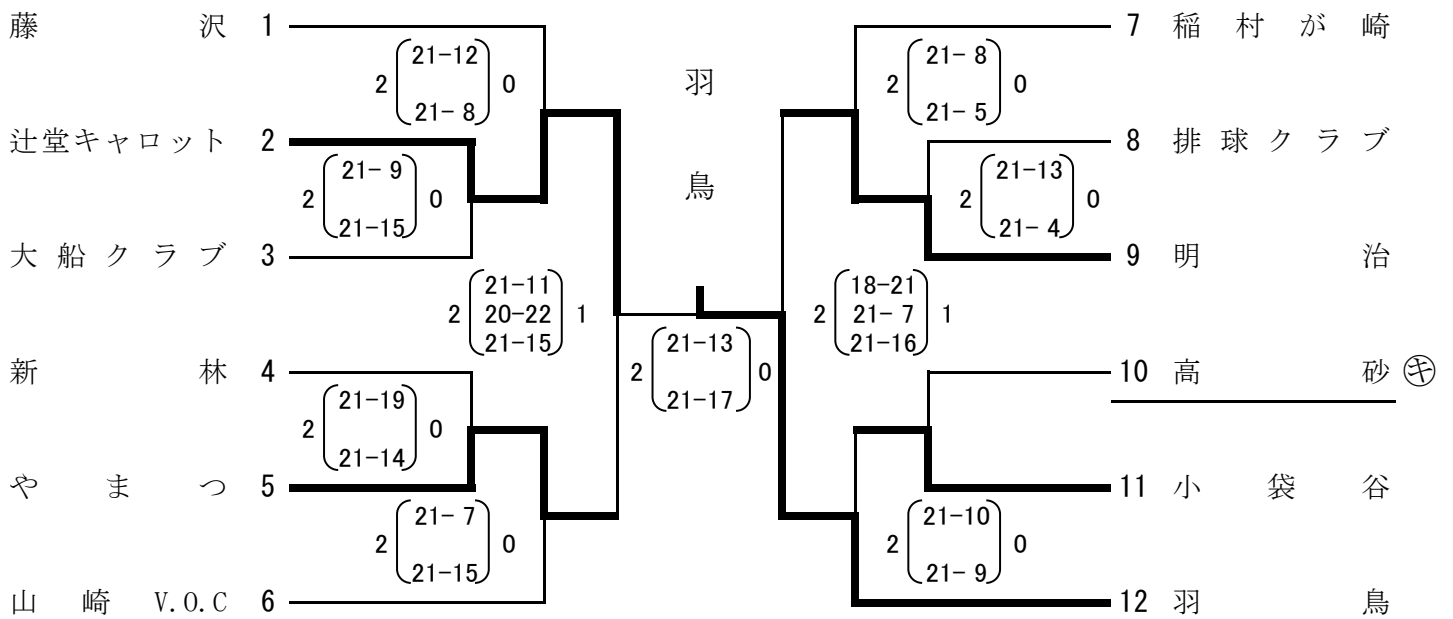 藤沢 1
2 21-12 0
21- 8
辻堂キャロット 2
2 21- 9 0
21-15
大船クラブ 3
21-11
2 20-22 1
21-15
新林 4
2 21-19 0
21-14
やまつ 5
2 21- 7 0
21-15
山崎 V.O.C 6
羽鳥
2 21-13 0
21-17
7 稲村が崎
2 21- 8 0
21- 5
8 排球クラブ
2 21-13 0
21- 4
9 明治
18-21
2 21- 7 1
21-16
10 高砂 ㋖
11 小袋谷
2 21-10 0
21- 9
12 羽鳥